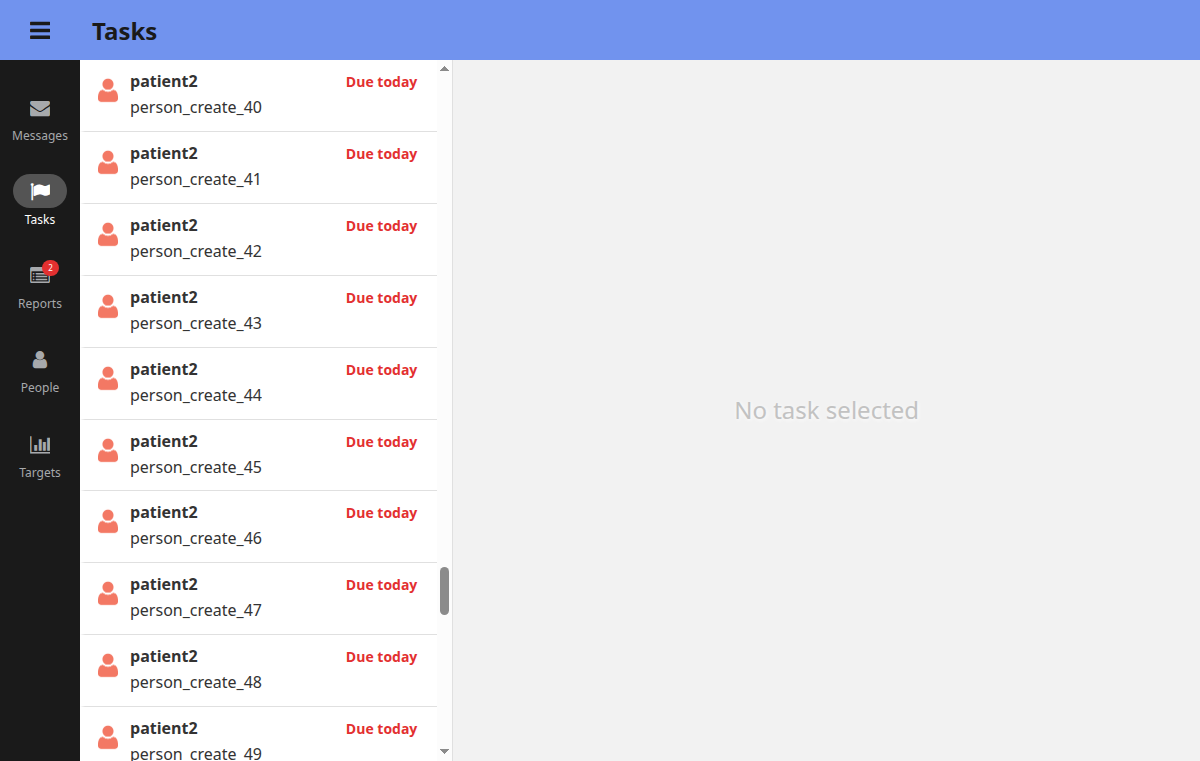 Tasks
Messages
Tasks
2
Reports
People
Targets
patient2 Due today
person_create_40
patient2 Due today
person_create_41
patient2 Due today
person_create_42
patient2 Due today
person_create_43
patient2 Due today
person_create_44
patient2 Due today
person_create_45
patient2 Due today
person_create_46
patient2 Due today
person_create_47
patient2 Due today
person_create_48
patient2 Due today
person_create_49
No task selected